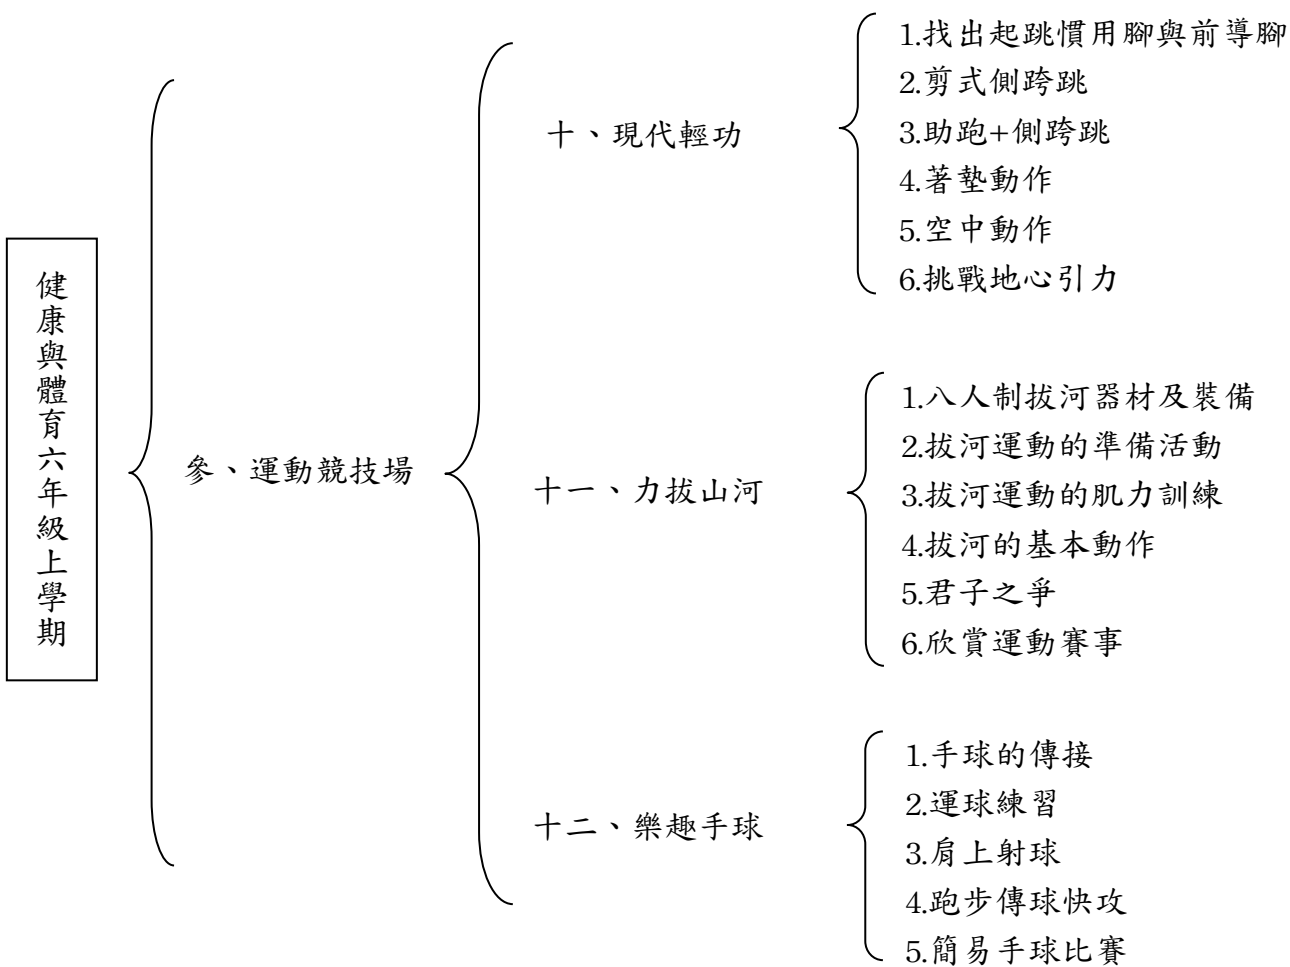 健康與體育六年級上學期
參、運動競技場
十、現代輕功
1.找出起跳慣用腳與前導腳
2.剪式側跨跳
3.助跑+側跨跳
4.著墊動作
5.空中動作
6.挑戰地心引力
十一、力拔山河
1.八人制拔河器材及裝備
2.拔河運動的準備活動
3.拔河運動的肌力訓練
4.拔河的基本動作
5.君子之爭
6.欣賞運動賽事
十二、樂趣手球
1.手球的傳接
2.運球練習
3.肩上射球
4.跑步傳球快攻
5.簡易手球比賽